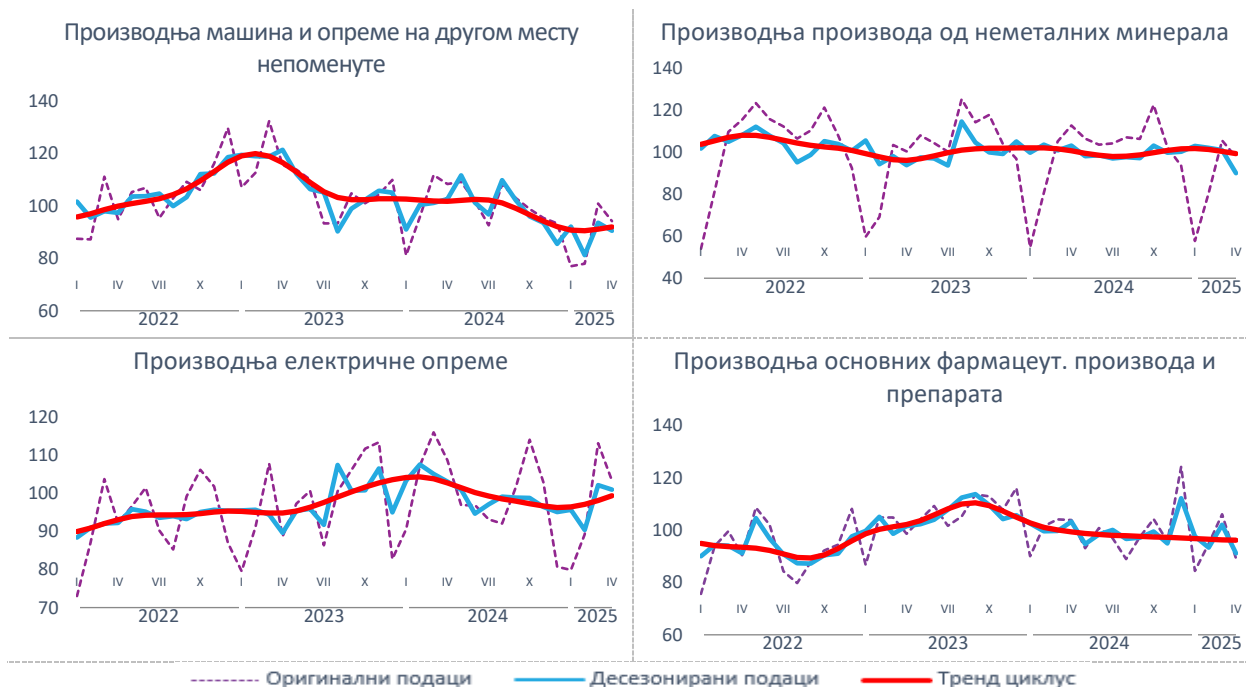 Производња машина и опреме на другом месту
непоменуте
140
120
100
80
60
I IV VII X I IV VII X I IV VII X I IV
2022 2023 2024 2025
Производња производа од неметалних минерала
140
120
100
80
60
40
I IV VII X I IV VII X I IV VII X I IV
2022 2023 2024 2025
Производња електричне опреме
120
110
100
90
80
70
I IV VII X I IV VII X I IV VII X I IV
2022 2023 2024 2025
Производња основних фармацеут. производа и
препарата
140
120
100
80
60
I IV VII X I IV VII X I IV VII X I IV
2022 2023 2024 2025
Оригинални подаци Десезонирани подаци Тренд циклус